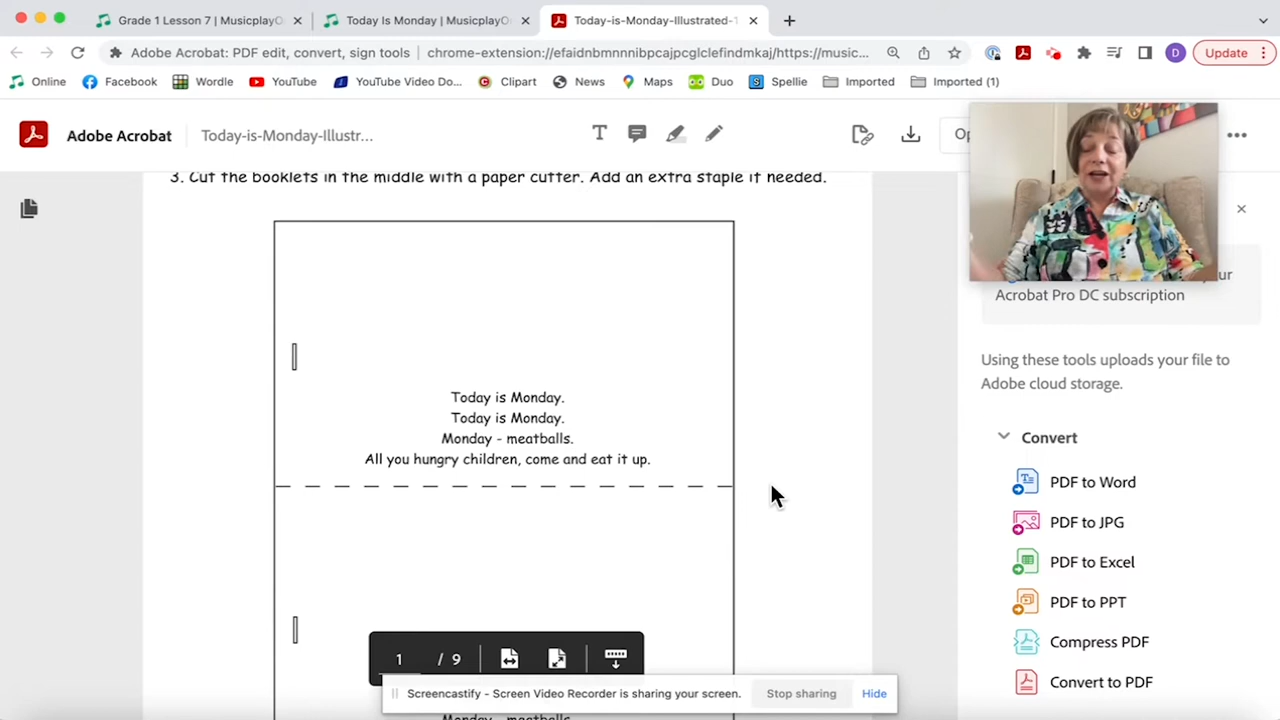 Grade 1 Lesson 7 | MusicplayO
Today Is Monday | MusicplayOn
Today-is-Monday-Illustrated-1
Adobe Acrobat: PDF edit, convert, sign tools
chrome-extension://efaidnbmnnnibpcajpcglclefindmkaj/https://music...
D
Update
Online
Facebook
Wordle
YouTube
YouTube Video Do...
Clipart
News
Maps
Duo
Spellie
Imported
Imported (1)
Adobe Acrobat
Today-is-Monday-Illustr...
3. Cut the booklets in the middle with a paper cutter. Add an extra staple if needed.
Acrobat Pro DC subscription
Using these tools uploads your file to
Adobe cloud storage.
Today is Monday.
Today is Monday.
Monday - meatballs.
All you hungry children, come and eat it up.
Convert
PDF to Word
PDF to JPG
PDF to Excel
PDF to PPT
Compress PDF
Convert to PDF
1 / 9
Screencastify - Screen Video Recorder is sharing your screen.
Stop sharing
Hide
Monday - meatballs.